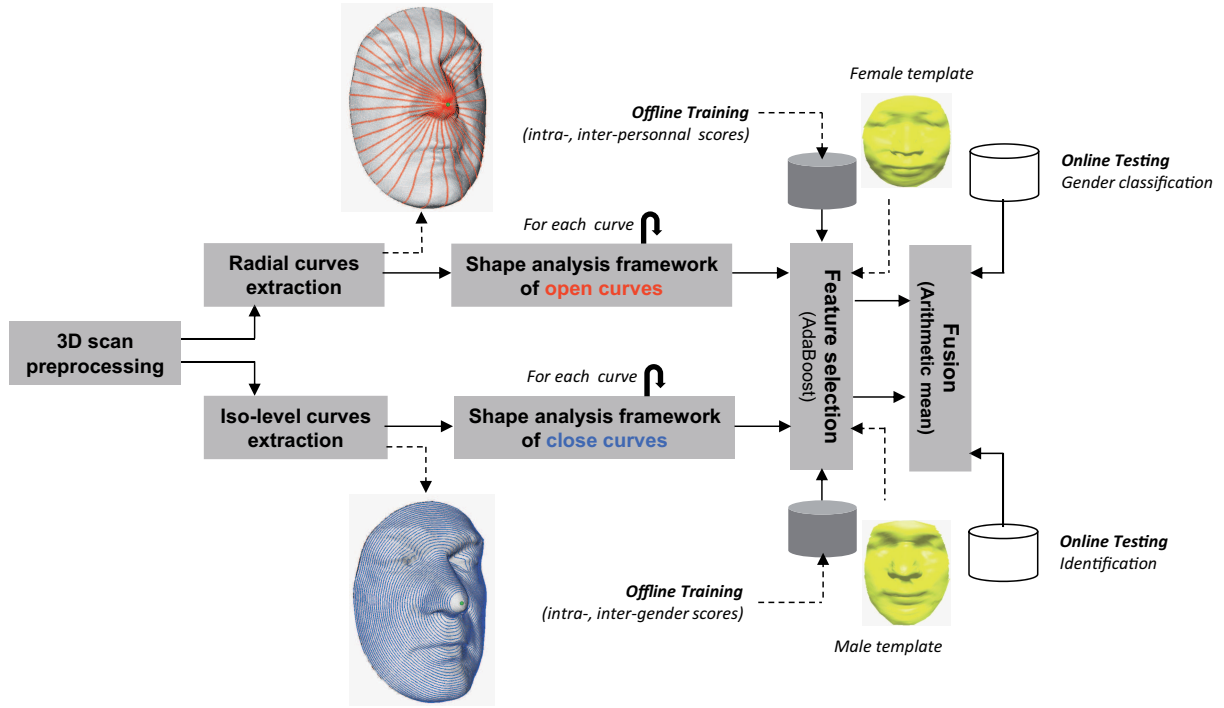 Female template
Offline Training
(intra-, inter-personnal scores)
Online Testing
Gender classification
For each curve
Radial curves
extraction
Shape analysis framework
of open curves
3D scan
preprocessing
Feature selection
(AdaBoost)
Fusion
(Arithmetic mean)
For each curve
Iso-level curves
extraction
Shape analysis framework
of close curves
Online Testing
Identification
Offline Training
(intra-, inter-gender scores)
Male template